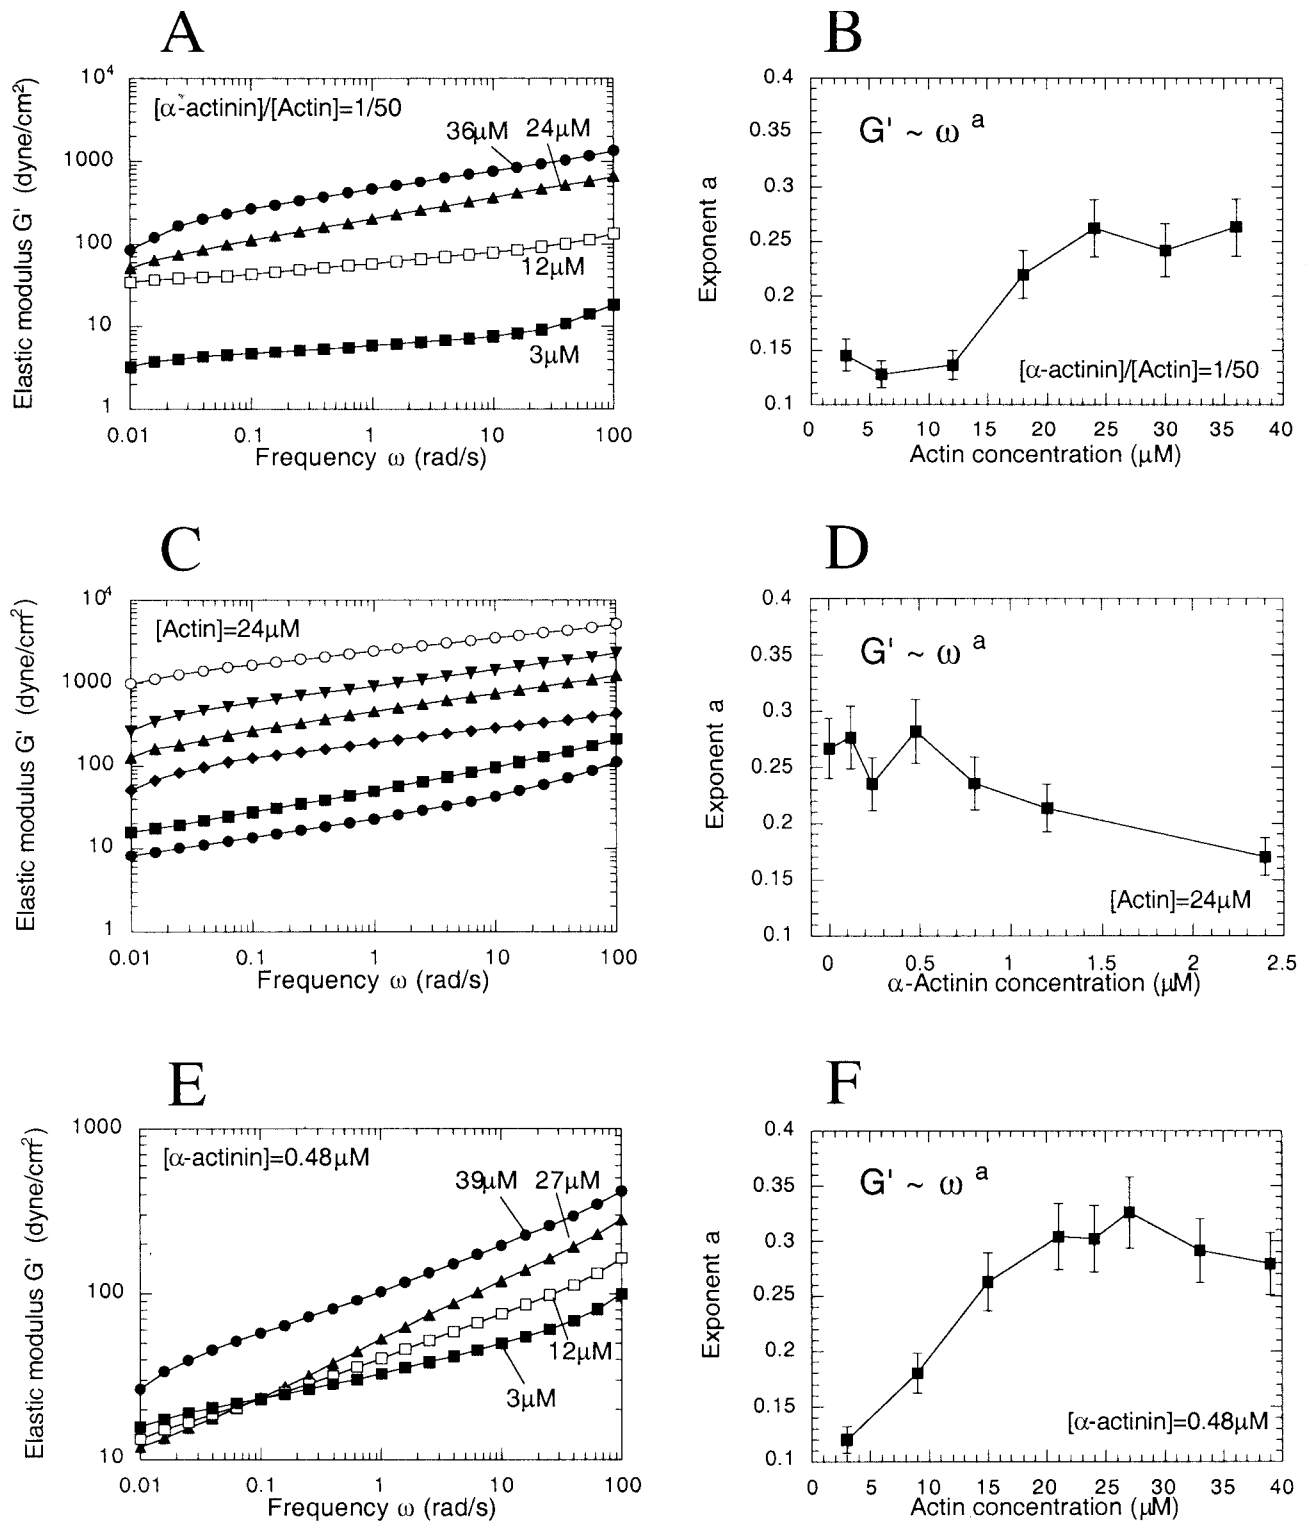 A
Elastic modulus G' (dyne/cm²)
10⁴
1000
100
10
1
[α-actinin]/[Actin]=1/50
36μM 24μM
12μM
3μM
0.01 0.1 1 10 100
Frequency ω (rad/s)
B
Exponent a
0.4
0.35
0.3
0.25
0.2
0.15
0.1
G' ~ ω ᵃ
[α-actinin]/[Actin]=1/50
0 5 10 15 20 25 30 35 40
Actin concentration (μM)
C
Elastic modulus G' (dyne/cm²)
10⁴
1000
100
10
1
[Actin]=24μM
0.01 0.1 1 10 100
Frequency ω (rad/s)
D
Exponent a
0.4
0.35
0.3
0.25
0.2
0.15
0.1
G' ~ ω ᵃ
[Actin]=24μM
0 0.5 1 1.5 2 2.5
α-Actinin concentration (μM)
E
Elastic modulus G' (dyne/cm²)
1000
100
10
[α-actinin]=0.48μM
39μM 27μM
12μM
3μM
0.01 0.1 1 10 100
Frequency ω (rad/s)
F
Exponent a
0.4
0.35
0.3
0.25
0.2
0.15
0.1
G' ~ ω ᵃ
[α-actinin]=0.48μM
0 5 10 15 20 25 30 35 40
Actin concentration (μM)